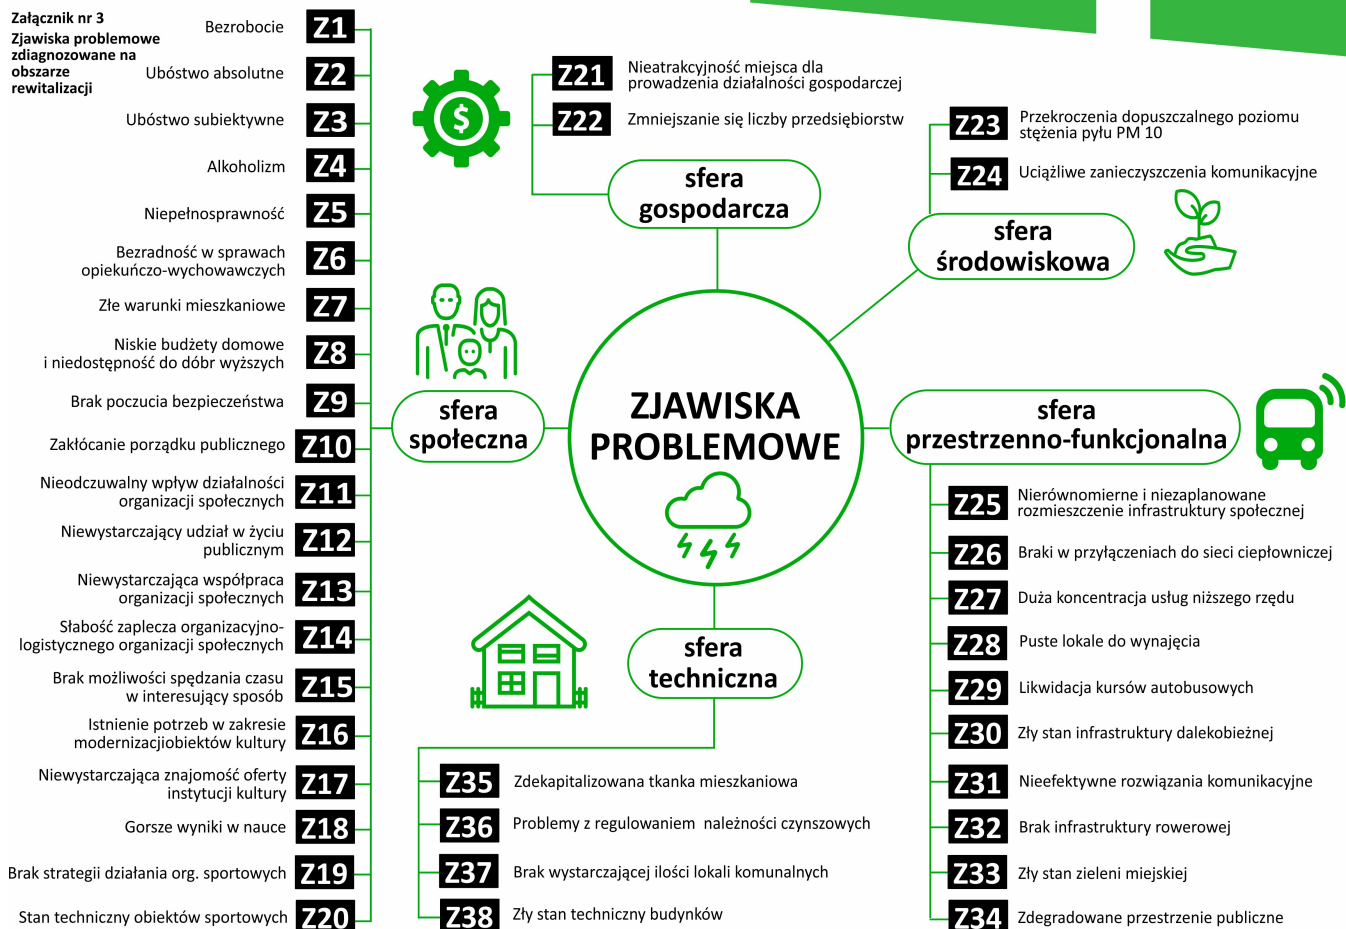 Załącznik nr 3
Zjawiska problemowe
zdiagnozowane na
obszarze
rewitalizacji
Bezrobocie Z1
Ubóstwo absolutne Z2
Ubóstwo subiektywne Z3
Alkoholizm Z4
Niepełnosprawność Z5
Bezradność w sprawach
opiekuńczo-wychowawczych Z6
Złe warunki mieszkaniowe Z7
Niskie budżety domowe
i niedostępność do dóbr wyższych Z8
Brak poczucia bezpieczeństwa Z9
Zakłócanie porządku publicznego Z10
Nieodczuwalny wpływ działalności
organizacji społecznych Z11
Niewystarczający udział w życiu
publicznym Z12
Niewystarczająca współpraca
organizacji społecznych Z13
Słabość zaplecza organizacyjno-
logistycznego organizacji społecznych Z14
Brak możliwości spędzania czasu
w interesujący sposób Z15
Istnienie potrzeb w zakresie
modernizacjiobiektów kultury Z16
Niewystarczająca znajomość oferty
instytucji kultury Z17
Gorsze wyniki w nauce Z18
Brak strategii działania org. sportowych Z19
Stan techniczny obiektów sportowych Z20
sfera
społeczna
$
Z21 Nieatrakcyjność miejsca dla
prowadzenia działalności gospodarczej
Z22 Zmniejszanie się liczby przedsiębiorstw
sfera
gospodarcza
Z23 Przekroczenia dopuszczalnego poziomu
stężenia pyłu PM 10
Z24 Uciążliwe zanieczyszczenia komunikacyjne
sfera
środowiskowa
ZJAWISKA
PROBLEMOWE
sfera
przestrzenno-funkcjonalna
Z25 Nierównomierne i niezaplanowane
rozmieszczenie infrastruktury społecznej
Z26 Braki w przyłączeniach do sieci ciepłowniczej
Z27 Duża koncentracja usług niższego rzędu
Z28 Puste lokale do wynajęcia
Z29 Likwidacja kursów autobusowych
Z30 Zły stan infrastruktury dalekobieżnej
Z31 Nieefektywne rozwiązania komunikacyjne
Z32 Brak infrastruktury rowerowej
Z33 Zły stan zieleni miejskiej
Z34 Zdegradowane przestrzenie publiczne
sfera
techniczna
Z35 Zdekapitalizowana tkanka mieszkaniowa
Z36 Problemy z regulowaniem należności czynszowych
Z37 Brak wystarczającej ilości lokali komunalnych
Z38 Zły stan techniczny budynków